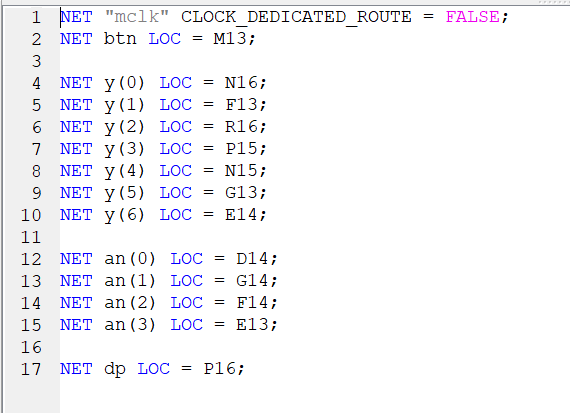 1 NET "mclk" CLOCK_DEDICATED_ROUTE = FALSE;
2 NET btn LOC = M13;
3
4 NET y(0) LOC = N16;
5 NET y(1) LOC = F13;
6 NET y(2) LOC = R16;
7 NET y(3) LOC = P15;
8 NET y(4) LOC = N15;
9 NET y(5) LOC = G13;
10 NET y(6) LOC = E14;
11
12 NET an(0) LOC = D14;
13 NET an(1) LOC = G14;
14 NET an(2) LOC = F14;
15 NET an(3) LOC = E13;
16
17 NET dp LOC = P16;